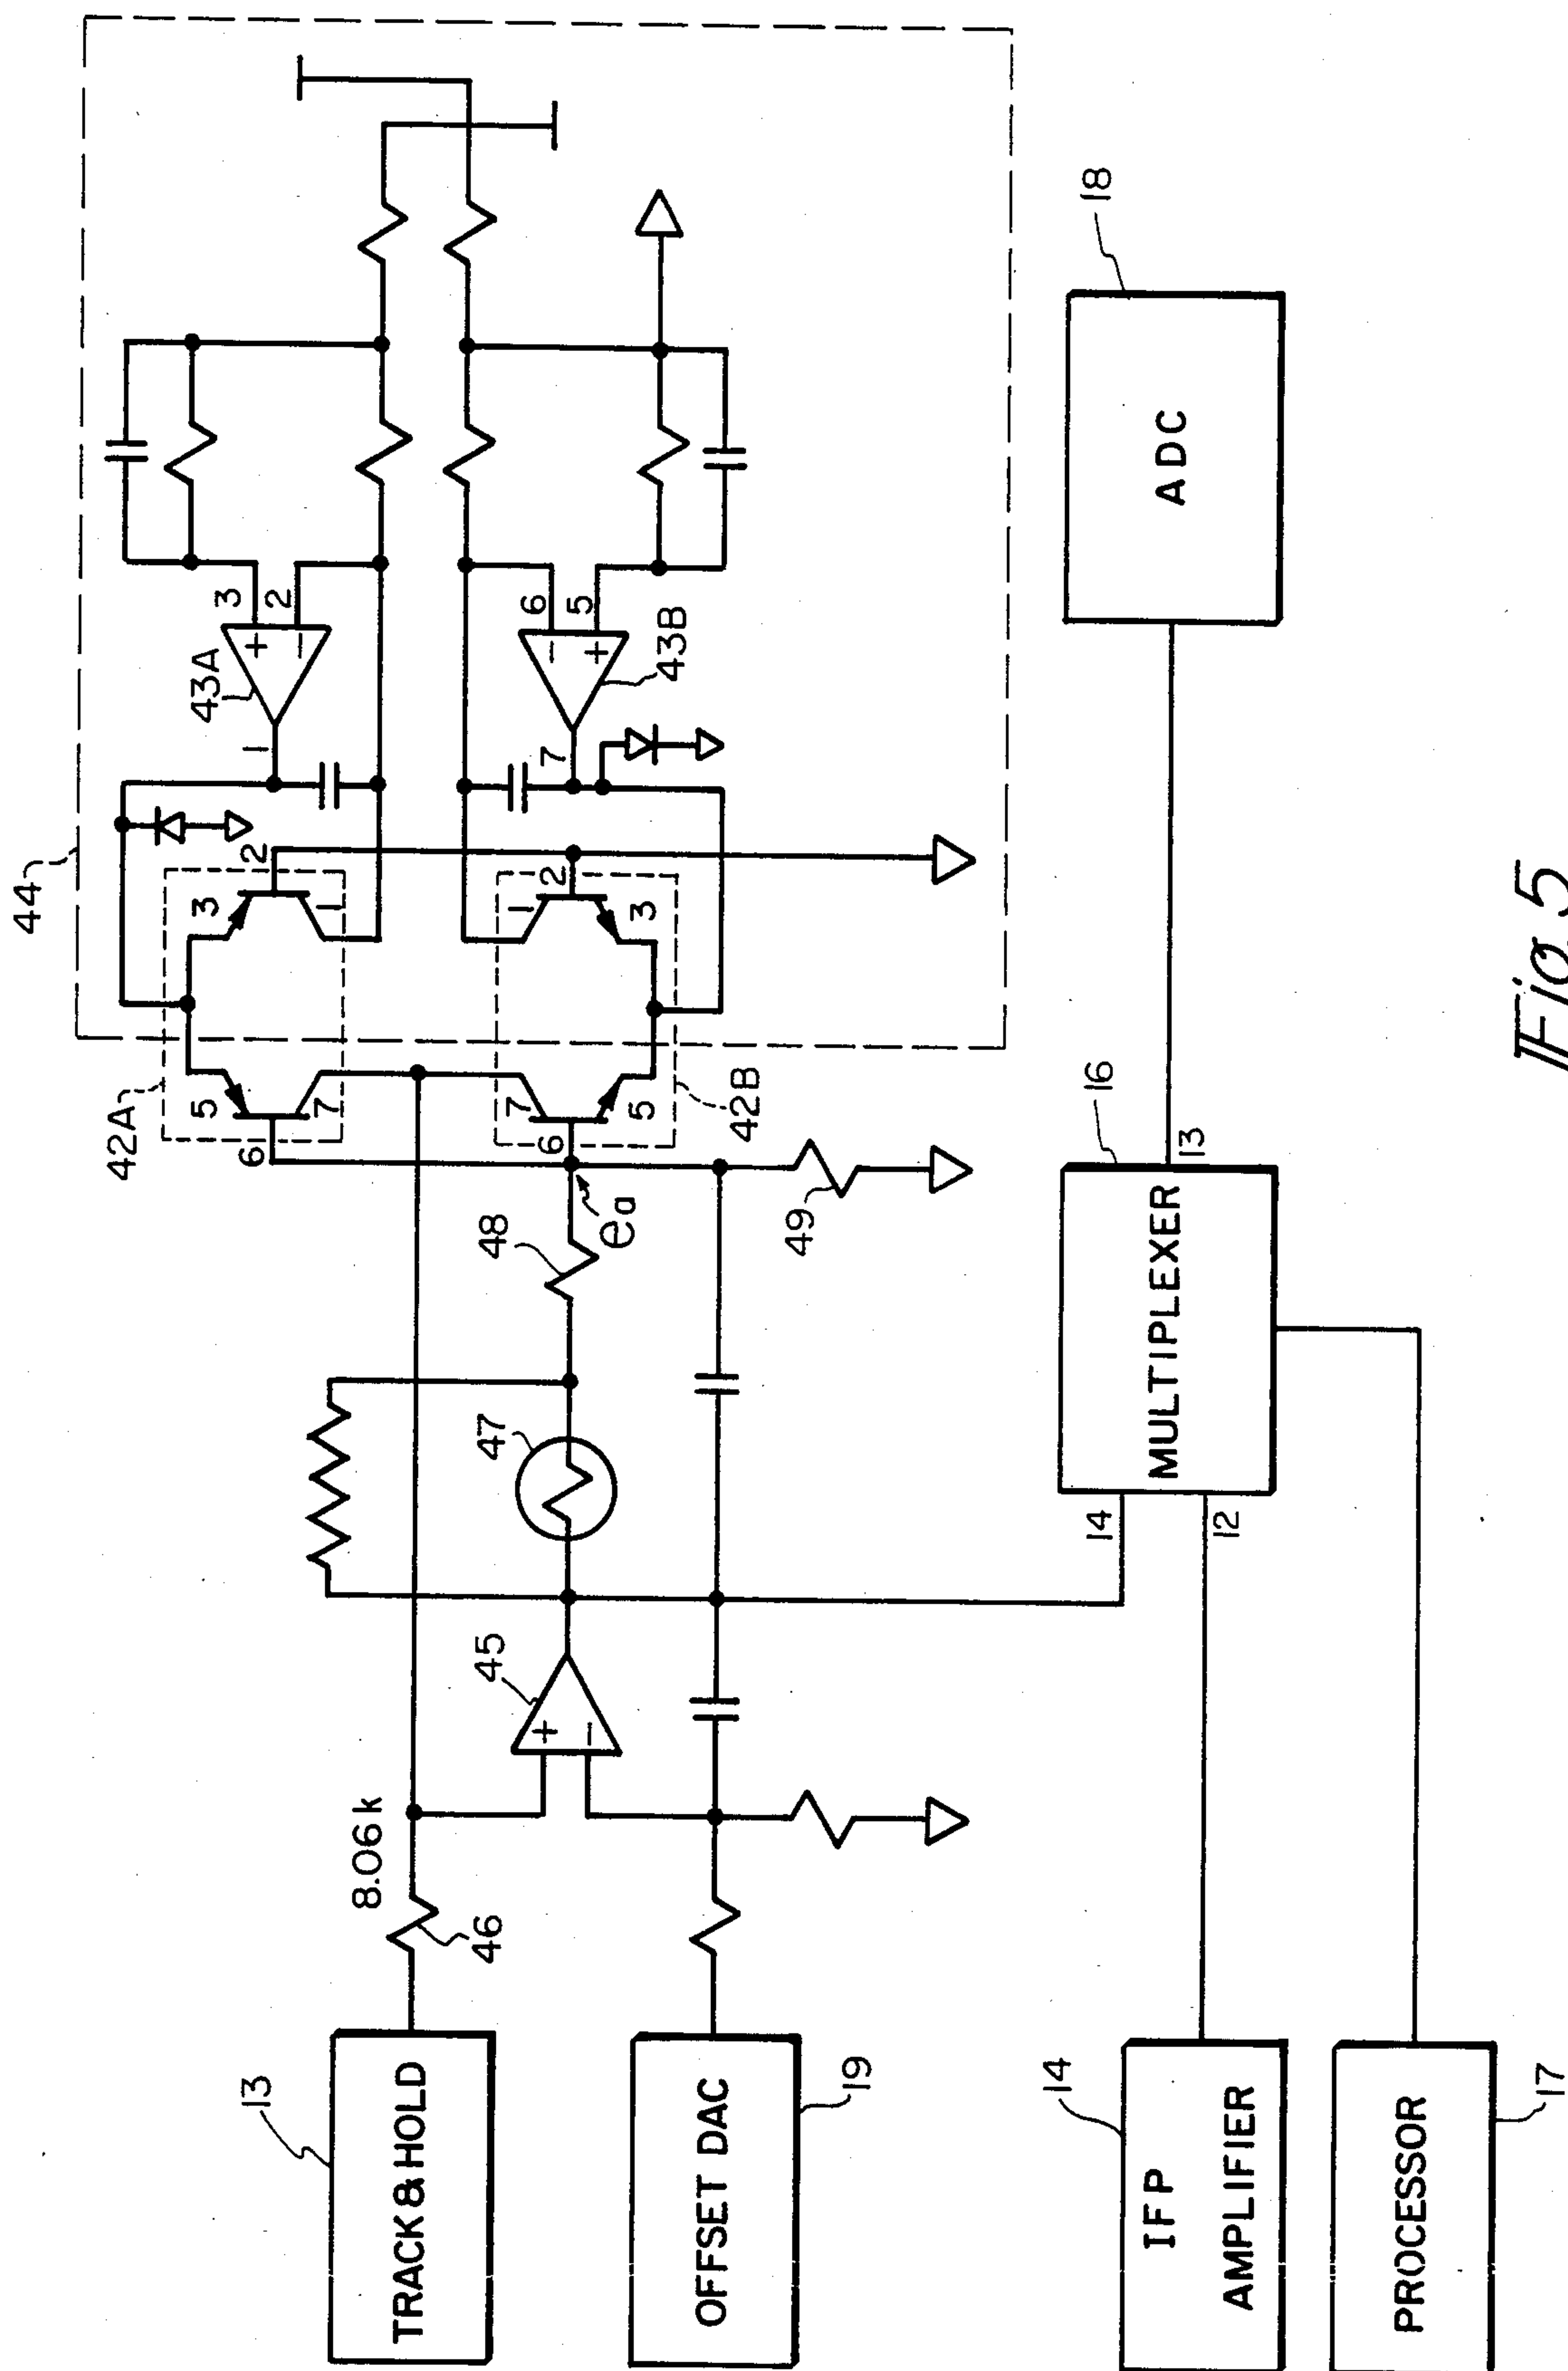 44
43A
3
2
+
−
1
42A
5
3
2
6
7
1
6
5
−
+
43B
7
1
2
7
3
6
5
42B
ea
48
49
47
45
+
−
8.06k
46
13
TRACK & HOLD
OFFSET DAC
19
18
ADC
16
13
MULTIPLEXER
14
12
14
IFP
AMPLIFIER
PROCESSOR
17
Fig. 5